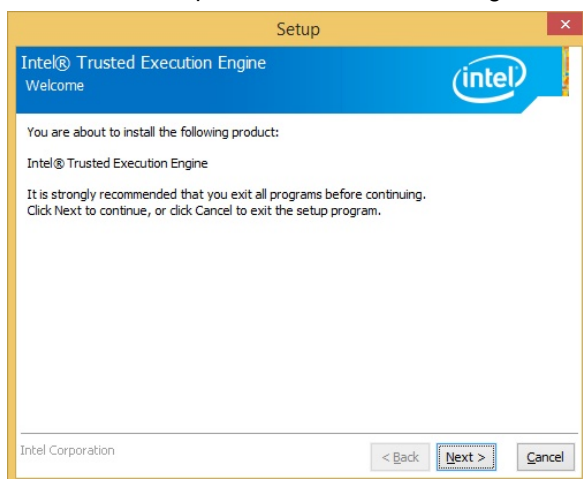 Setup
Intel® Trusted Execution Engine
Welcome
intel
You are about to install the following product:
Intel® Trusted Execution Engine
It is strongly recommended that you exit all programs before continuing.
Click Next to continue, or click Cancel to exit the setup program.
Intel Corporation
< Back
Next >
Cancel